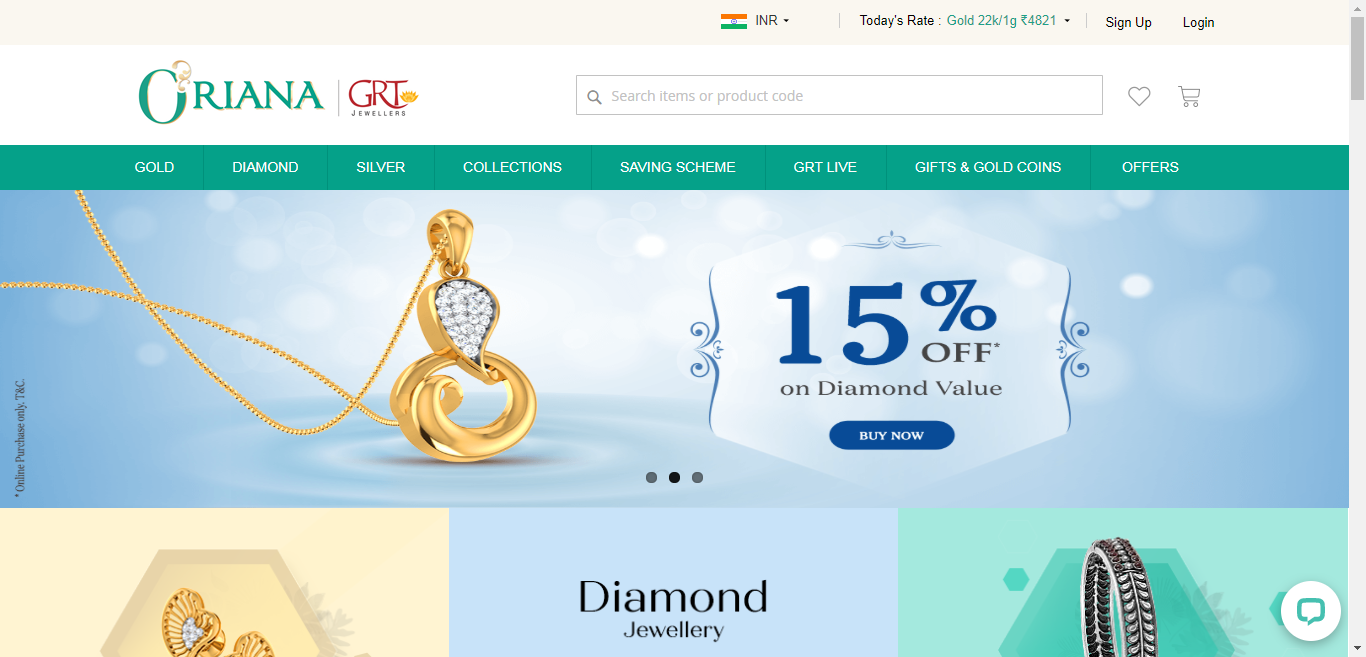 INR
Today's Rate : Gold 22k/1g ₹4821
Sign Up
Login
ORIANA
GRT
JEWELLERS
Search items or product code
GOLD
DIAMOND
SILVER
COLLECTIONS
SAVING SCHEME
GRT LIVE
GIFTS & GOLD COINS
OFFERS
15%
OFF*
on Diamond Value
BUY NOW
* Online Purchase only. T&C.
Diamond
Jewellery